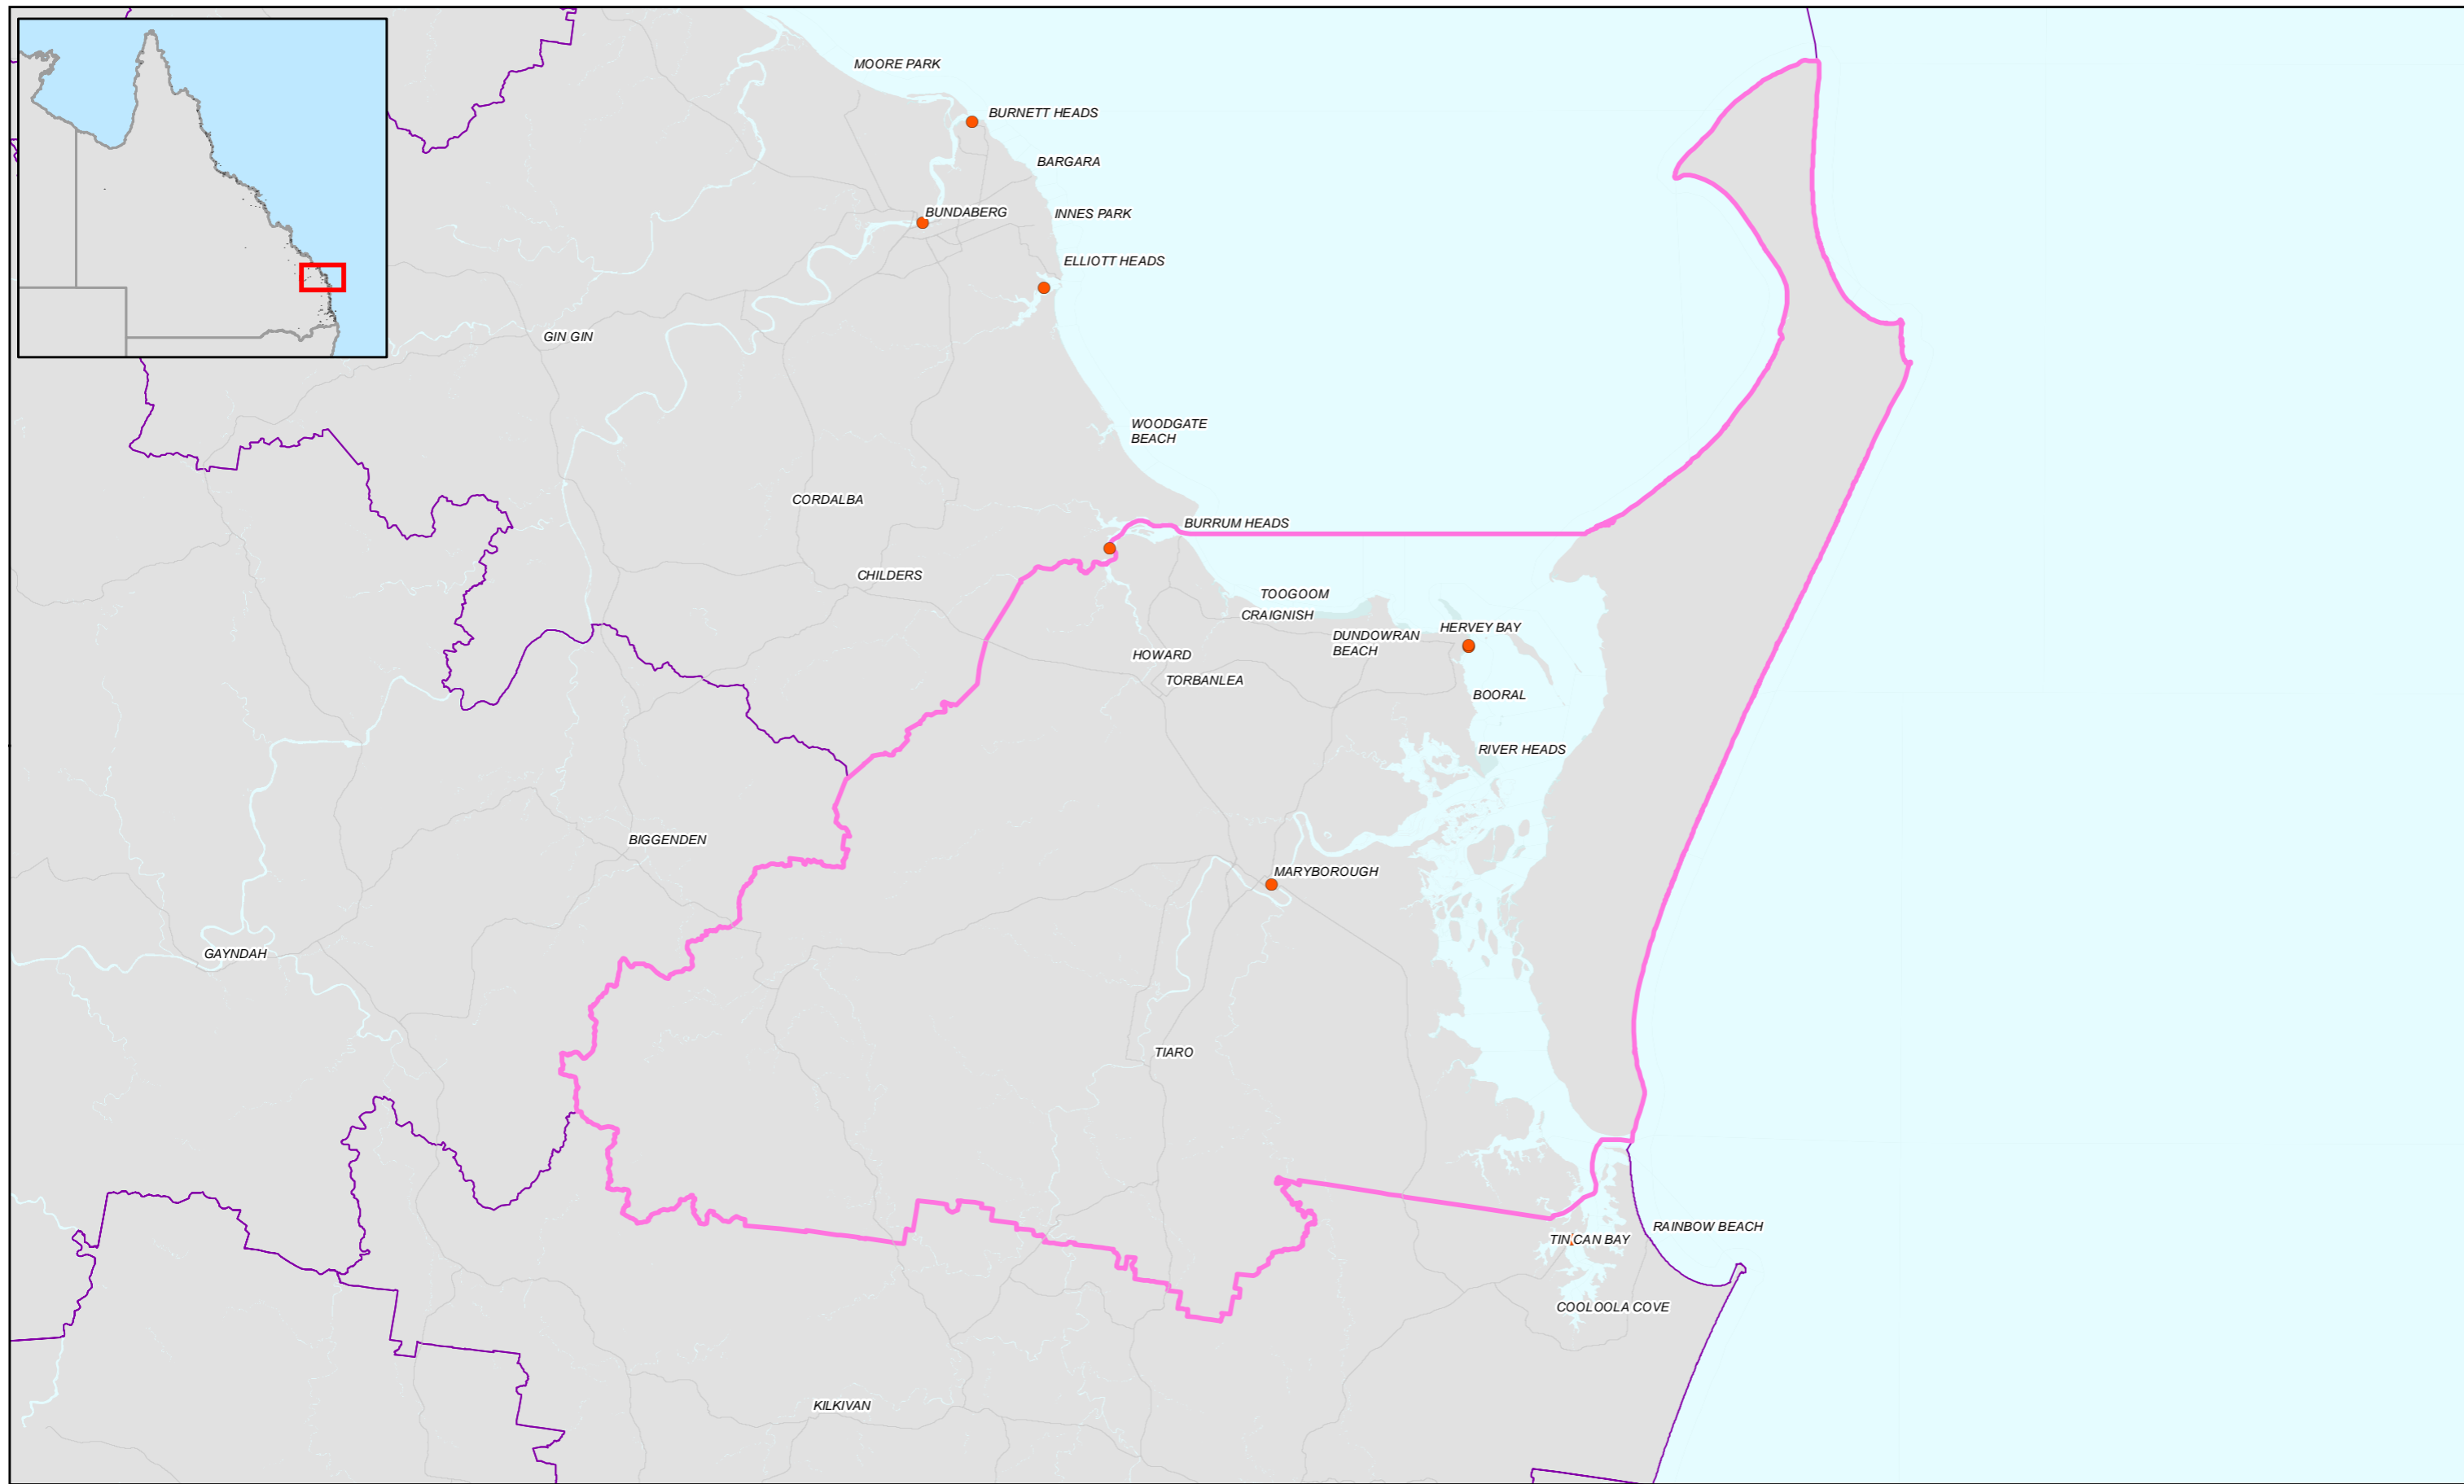 MOORE PARK
BURNETT HEADS
BARGARA
BUNDABERG
INNES PARK
ELLIOTT HEADS
GIN GIN
WOODGATE
BEACH
CORDALBA
BURRUM HEADS
CHILDERS
TOOGOOM
CRAIGNISH
HERVEY BAY
DUNDOWRAN
BEACH
HOWARD
TORBANLEA
BOORAL
RIVER HEADS
BIGGENDEN
MARYBOROUGH
GAYNDAH
TIARO
RAINBOW BEACH
TIN CAN BAY
COOLOOLA COVE
KILKIVAN